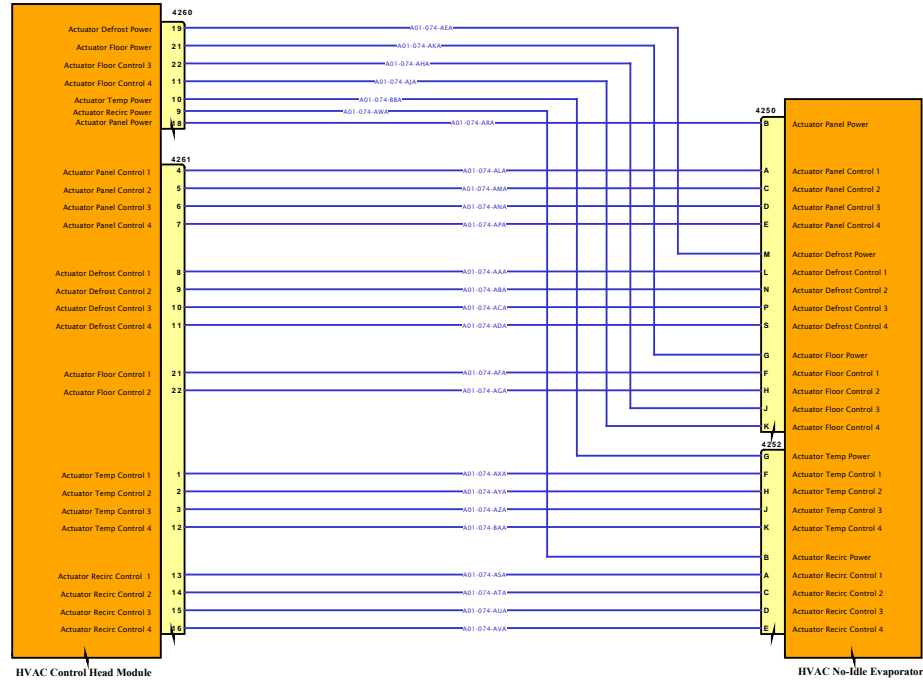 4260
Actuator Defrost Power 19 A01-074-AEA
Actuator Floor Power 21 A01-074-AKA
Actuator Floor Control 3 22 A01-074-AHA
Actuator Floor Control 4 11 A01-074-AJA
Actuator Temp Power 10 A01-074-BBA
Actuator Recirc Power 9 A01-074-AWA
4250
Actuator Panel Power 18 A01-074-ARA B Actuator Panel Power
4261
Actuator Panel Control 1 4 A01-074-ALA A Actuator Panel Control 1
Actuator Panel Control 2 5 A01-074-AMA C Actuator Panel Control 2
Actuator Panel Control 3 6 A01-074-ANA D Actuator Panel Control 3
Actuator Panel Control 4 7 A01-074-APA E Actuator Panel Control 4
M Actuator Defrost Power
Actuator Defrost Control 1 8 A01-074-AAA L Actuator Defrost Control 1
Actuator Defrost Control 2 9 A01-074-ABA N Actuator Defrost Control 2
Actuator Defrost Control 3 10 A01-074-ACA P Actuator Defrost Control 3
Actuator Defrost Control 4 11 A01-074-ADA S Actuator Defrost Control 4
G Actuator Floor Power
Actuator Floor Control 1 21 A01-074-AFA F Actuator Floor Control 1
Actuator Floor Control 2 22 A01-074-AGA H Actuator Floor Control 2
J Actuator Floor Control 3
K Actuator Floor Control 4
4252
G Actuator Temp Power
Actuator Temp Control 1 1 A01-074-AXA F Actuator Temp Control 1
Actuator Temp Control 2 2 A01-074-AYA H Actuator Temp Control 2
Actuator Temp Control 3 3 A01-074-AZA J Actuator Temp Control 3
Actuator Temp Control 4 12 A01-074-BAA K Actuator Temp Control 4
B Actuator Recirc Power
Actuator Recirc Control 1 13 A01-074-ASA A Actuator Recirc Control 1
Actuator Recirc Control 2 14 A01-074-ATA C Actuator Recirc Control 2
Actuator Recirc Control 3 15 A01-074-AUA D Actuator Recirc Control 3
Actuator Recirc Control 4 16 A01-074-AVA E Actuator Recirc Control 4
HVAC Control Head Module HVAC No-Idle Evaporator